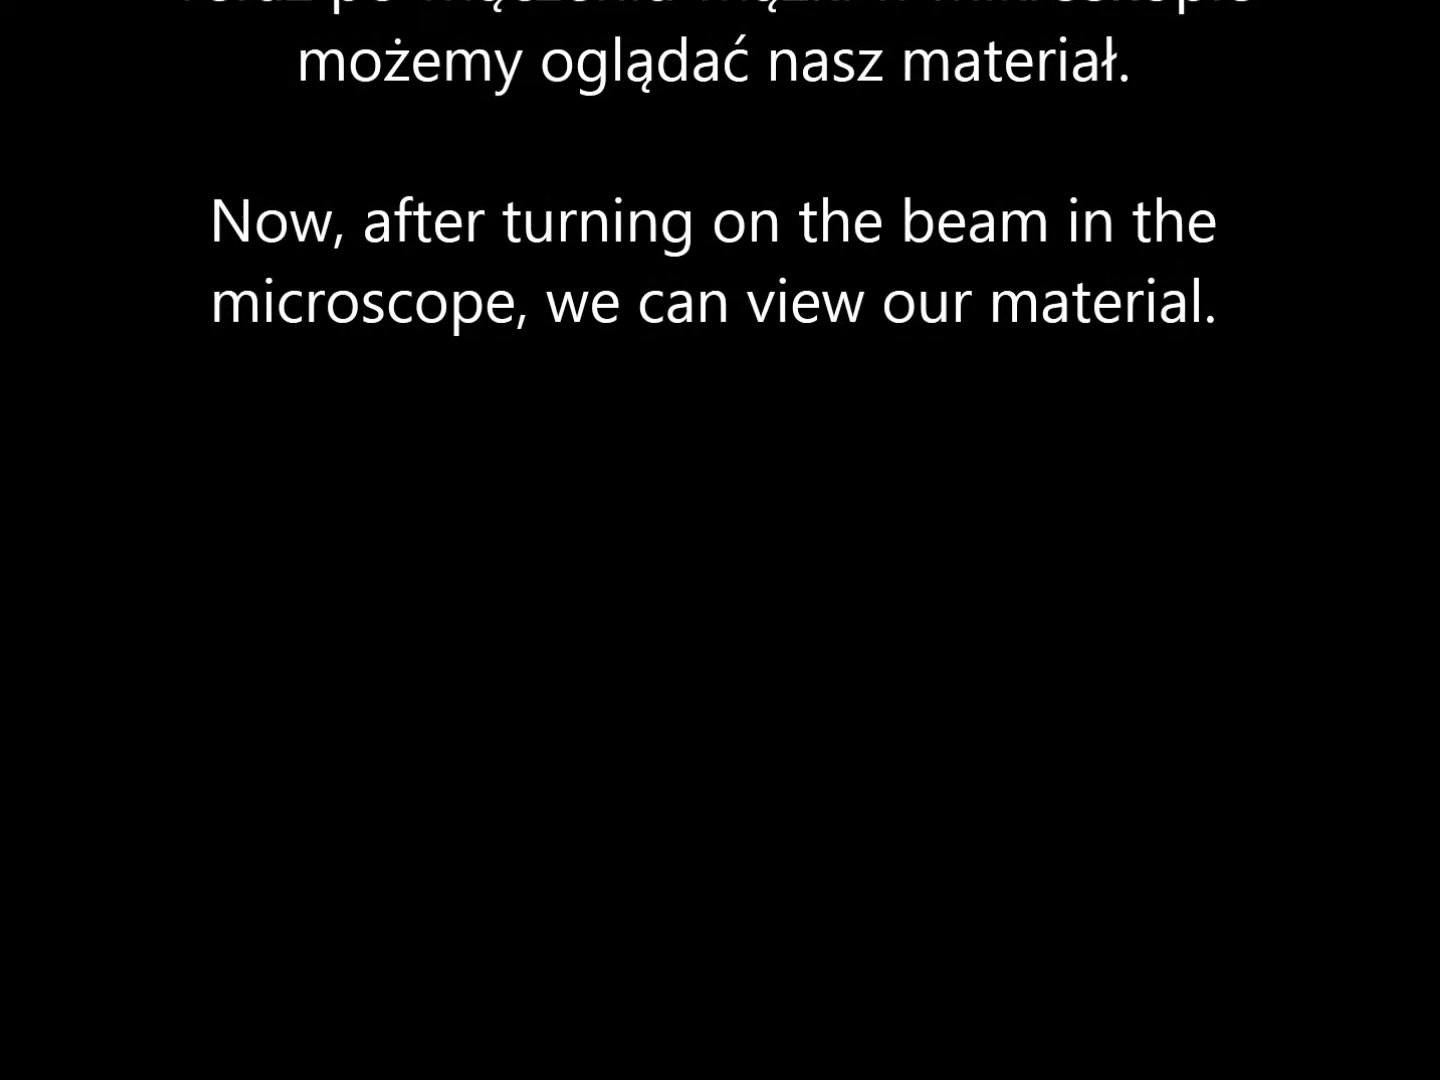 możemy oglądać nasz materiał.
Now, after turning on the beam in the
microscope, we can view our material.